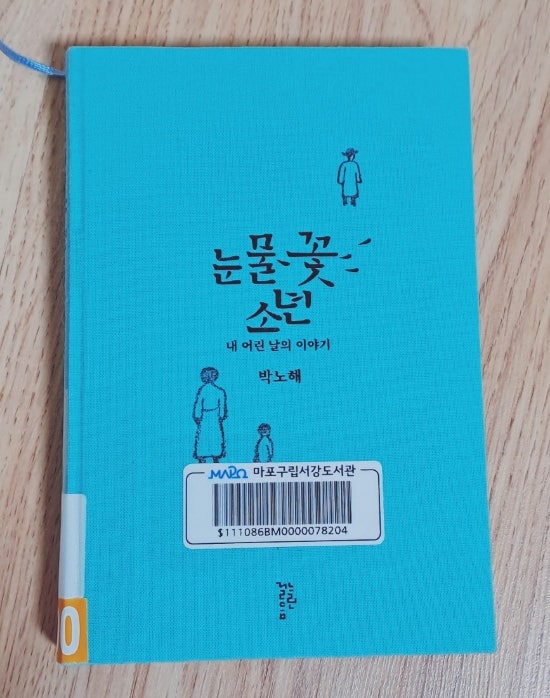 눈물꽃
소년
내 어린 날의 이야기
박노해
MAPO 마포구립서강도서관
$111086BM0000078204
느린걸음
0